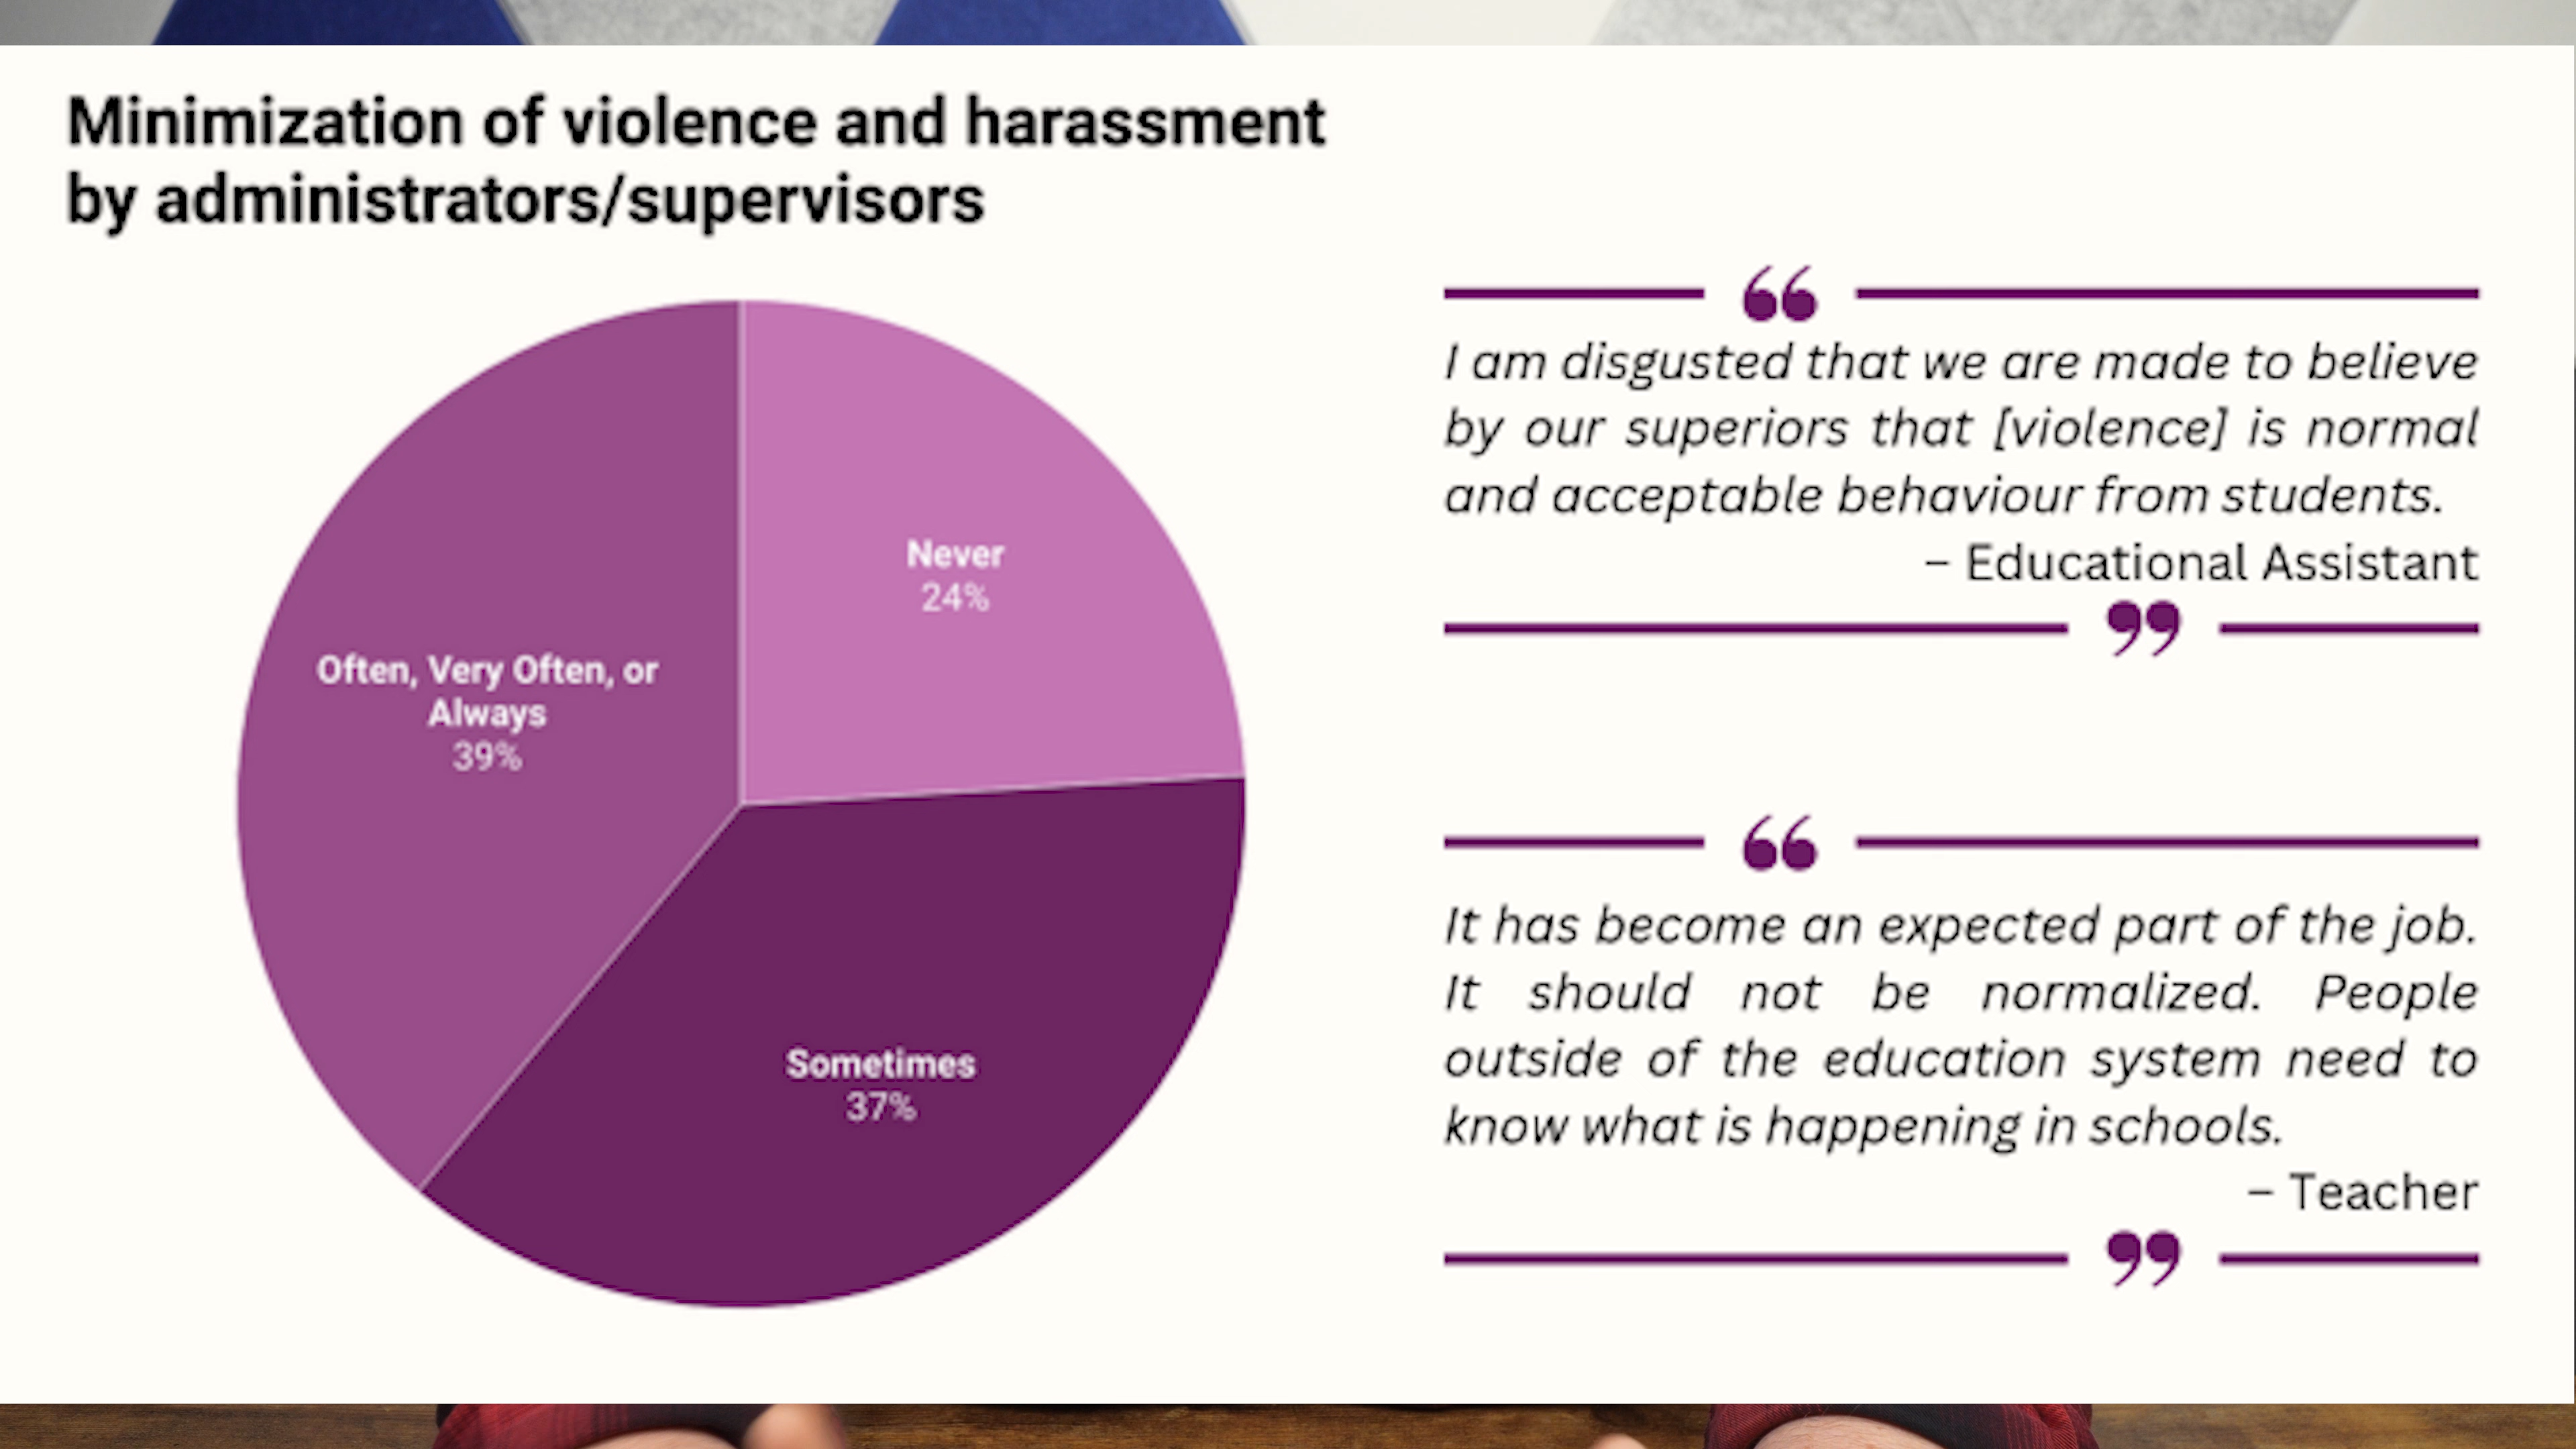 Minimization of violence and harassment
by administrators/supervisors
Never
24%
Often, Very Often, or
Always
39%
Sometimes
37%
“
I am disgusted that we are made to believe
by our superiors that [violence] is normal
and acceptable behaviour from students.
– Educational Assistant
”
“
It has become an expected part of the job.
It should not be normalized. People
outside of the education system need to
know what is happening in schools.
– Teacher
”